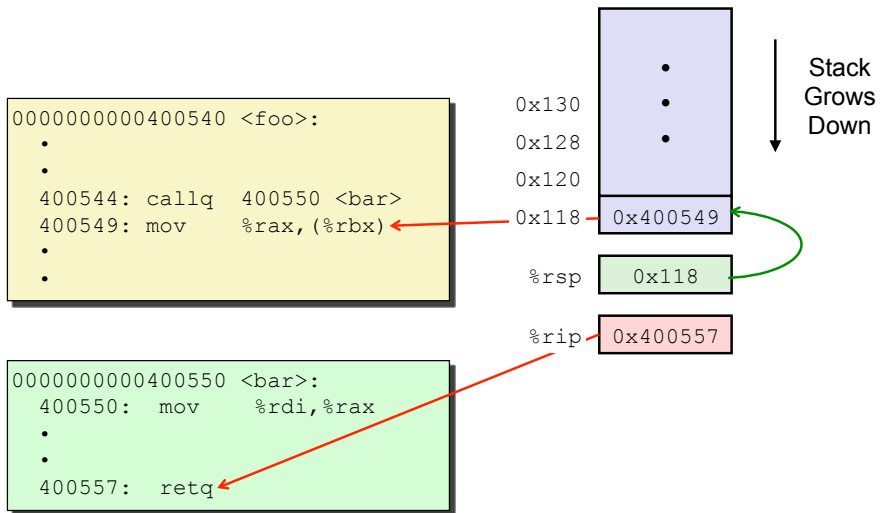 0000000000400540 <foo>:
•
•
400544: callq 400550 <bar>
400549: mov %rax,(%rbx)
•
•
0000000000400550 <bar>:
400550: mov %rdi,%rax
•
•
400557: retq
•
•
•
0x130
0x128
0x120
0x118 0x400549
%rsp 0x118
%rip 0x400557
Stack
Grows
Down